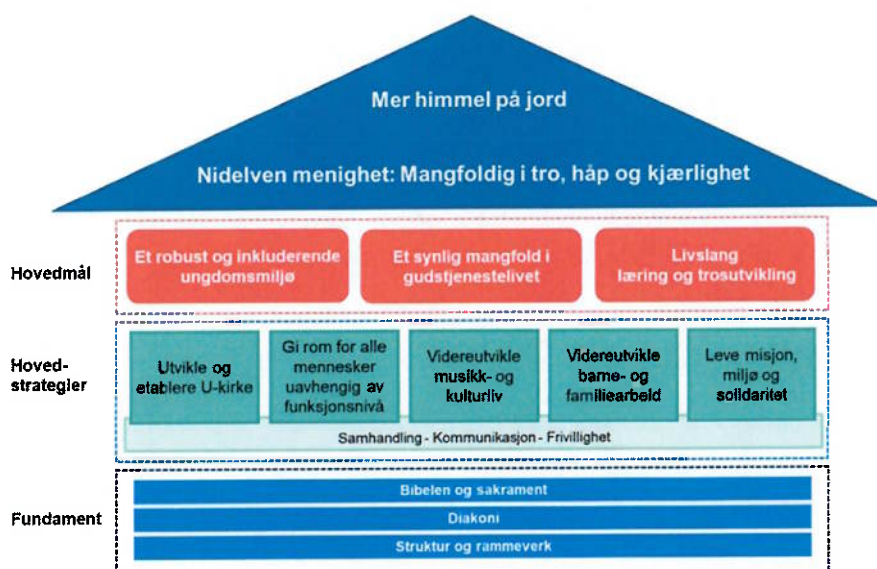 Mer himmel på jord
Nidelven menighet: Mangfoldig i tro, håp og kjærlighet
Hovedmål
Et robust og inkluderende
ungdomsmiljø
Et synlig mangfold i
gudstjenestelivet
Livslang
læring og trosutvikling
Hoved-
strategier
Utvikle og
etablere U-kirke
Gi rom for alle
mennesker
uavhengig av
funksjonsnivå
Videreutvikle
musikk- og
kulturliv
Videreutvikle
barne- og
familiearbeid
Leve misjon,
miljø og
solidaritet
Samhandling - Kommunikasjon - Frivillighet
Fundament
Bibelen og sakrament
Diakoni
Struktur og rammeverk